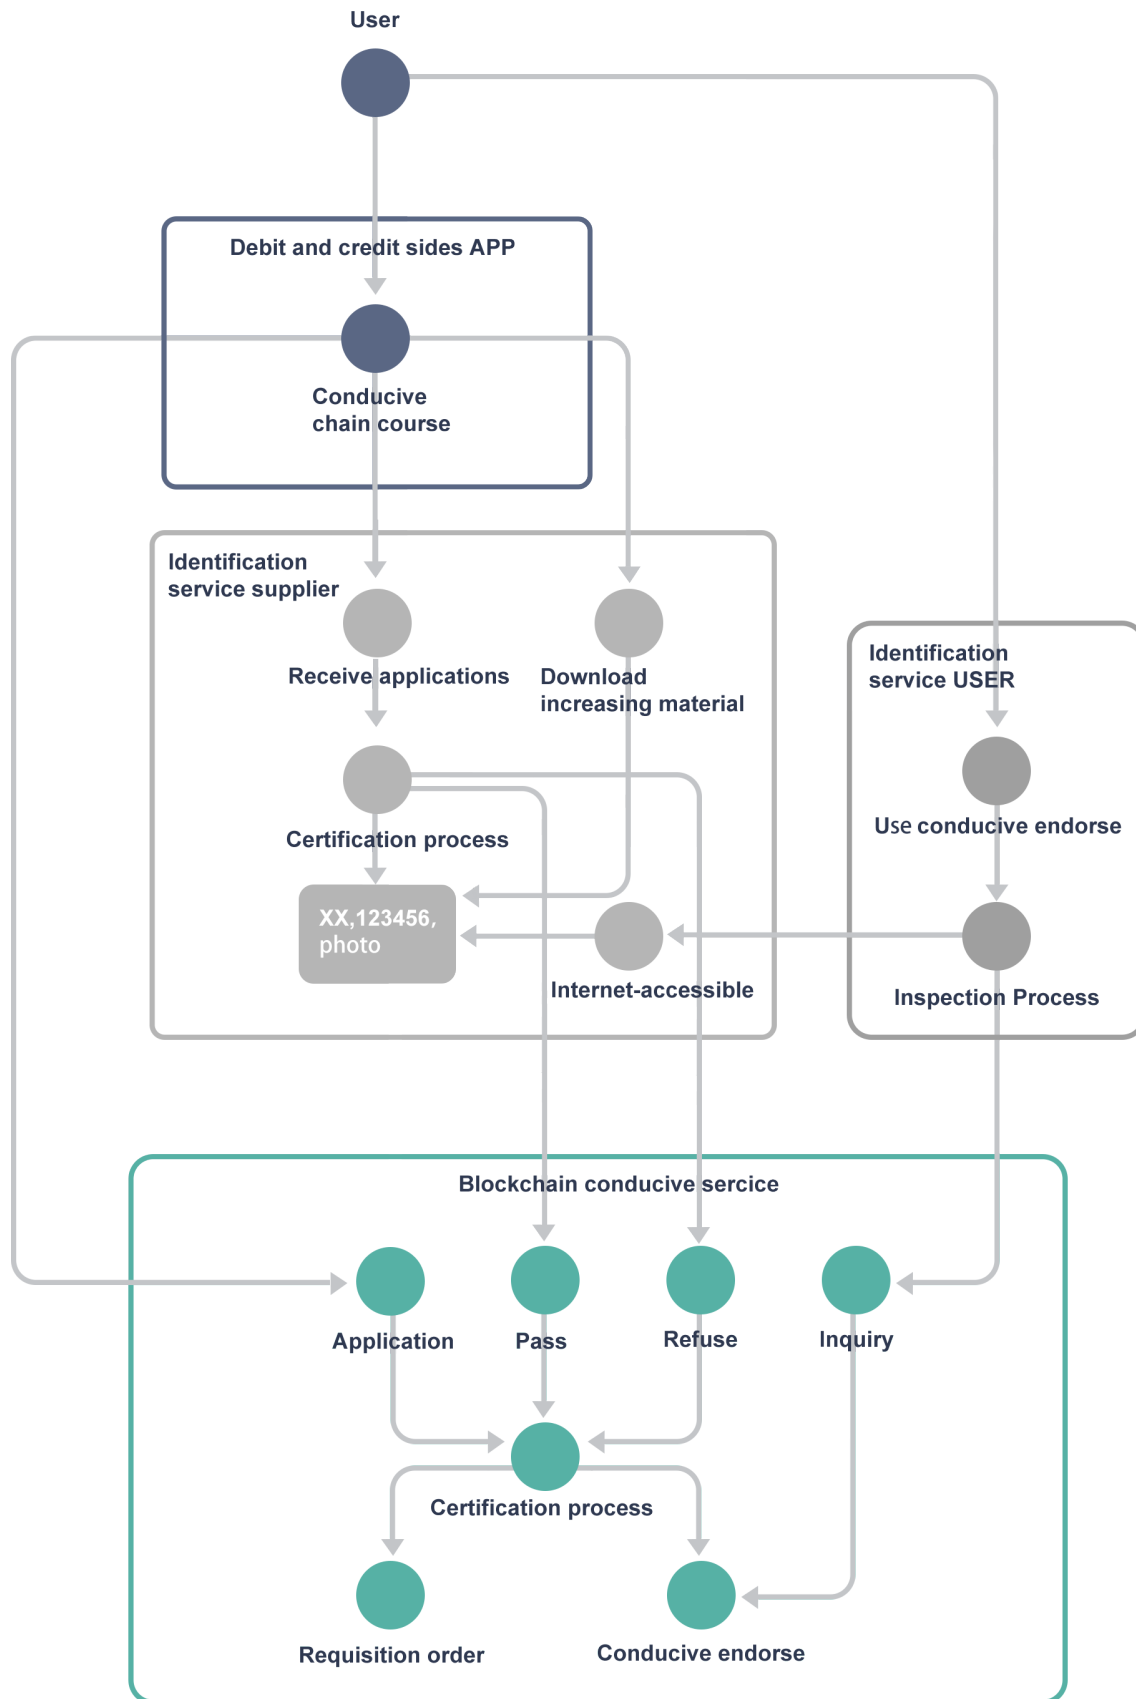 User
Debit and credit sides APP
Conducive
chain course
Identification
service supplier
Receive applications
Download
increasing material
Identification
service USER
Use conducive endorse
Certification process
XX,123456,
photo
Internet-accessible
Inspection Process
Blockchain conducive sercice
Application
Pass
Refuse
Inquiry
Certification process
Requisition order
Conducive endorse